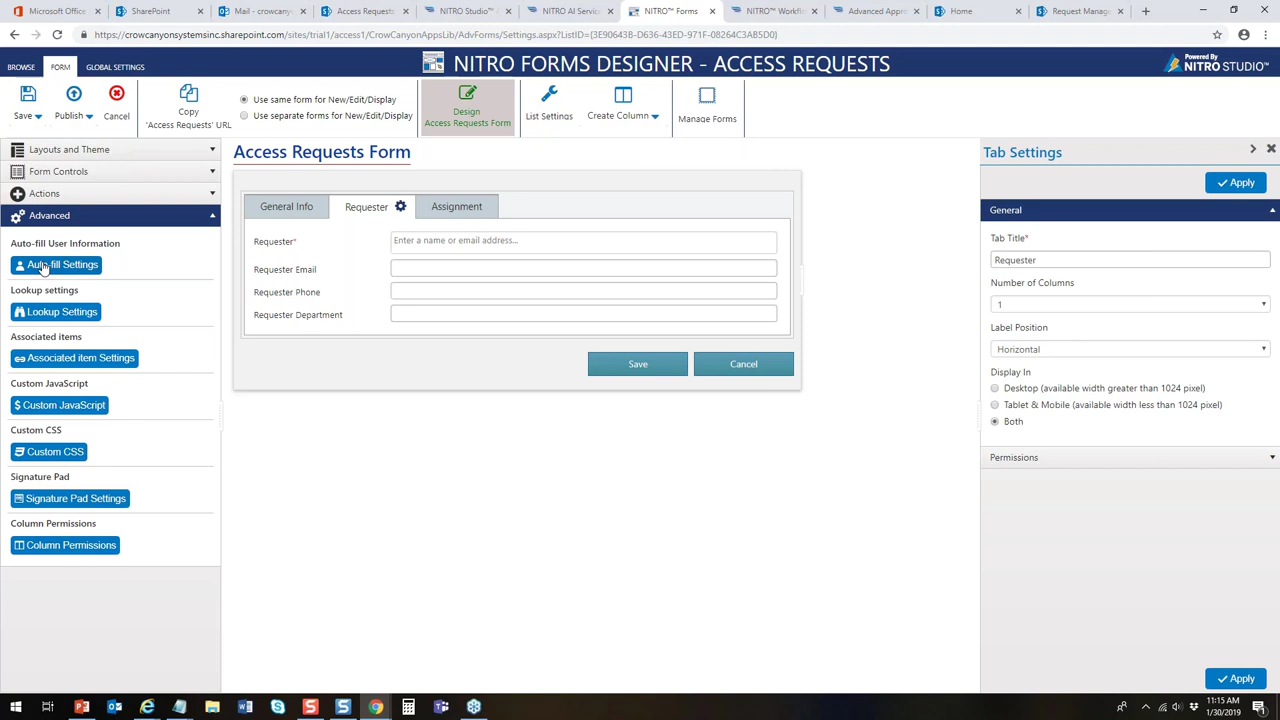 Microsoft Office
SharePoint
Mail - crowcany
Access Request
NITRO Studio™
NITRO AI Service
NITRO™ Forms
NITRO™ Workfl
Advanced Appro
Home
Request Manag
https://crowcanyonsystemsinc.sharepoint.com/sites/trial1/access1/CrowCanyonAppsLib/AdvForms/Settings.aspx?ListID={3E90643B-D636-43ED-971F-08264C3AB5D0}
BROWSE
FORM
GLOBAL SETTINGS
NITRO FORMS DESIGNER - ACCESS REQUESTS
Powered By
NITRO STUDIO™
Save
Publish
Cancel
Copy
'Access Requests' URL
Use same form for New/Edit/Display
Use separate forms for New/Edit/Display
Design
Access Requests Form
List Settings
Create Column
Manage Forms
Layouts and Theme
Form Controls
Actions
Advanced
Auto-fill User Information
Auto-fill Settings
Lookup settings
Lookup Settings
Associated items
Associated item Settings
Custom JavaScript
Custom JavaScript
Custom CSS
Custom CSS
Signature Pad
Signature Pad Settings
Column Permissions
Column Permissions
Access Requests Form
General Info
Requester
Assignment
Requester*
Enter a name or email address...
Requester Email
Requester Phone
Requester Department
Save
Cancel
Tab Settings
Apply
General
Tab Title*
Requester
Number of Columns
1
Label Position
Horizontal
Display In
Desktop (available width greater than 1024 pixel)
Tablet & Mobile (available width less than 1024 pixel)
Both
Permissions
Apply
11:15 AM
1/30/2019